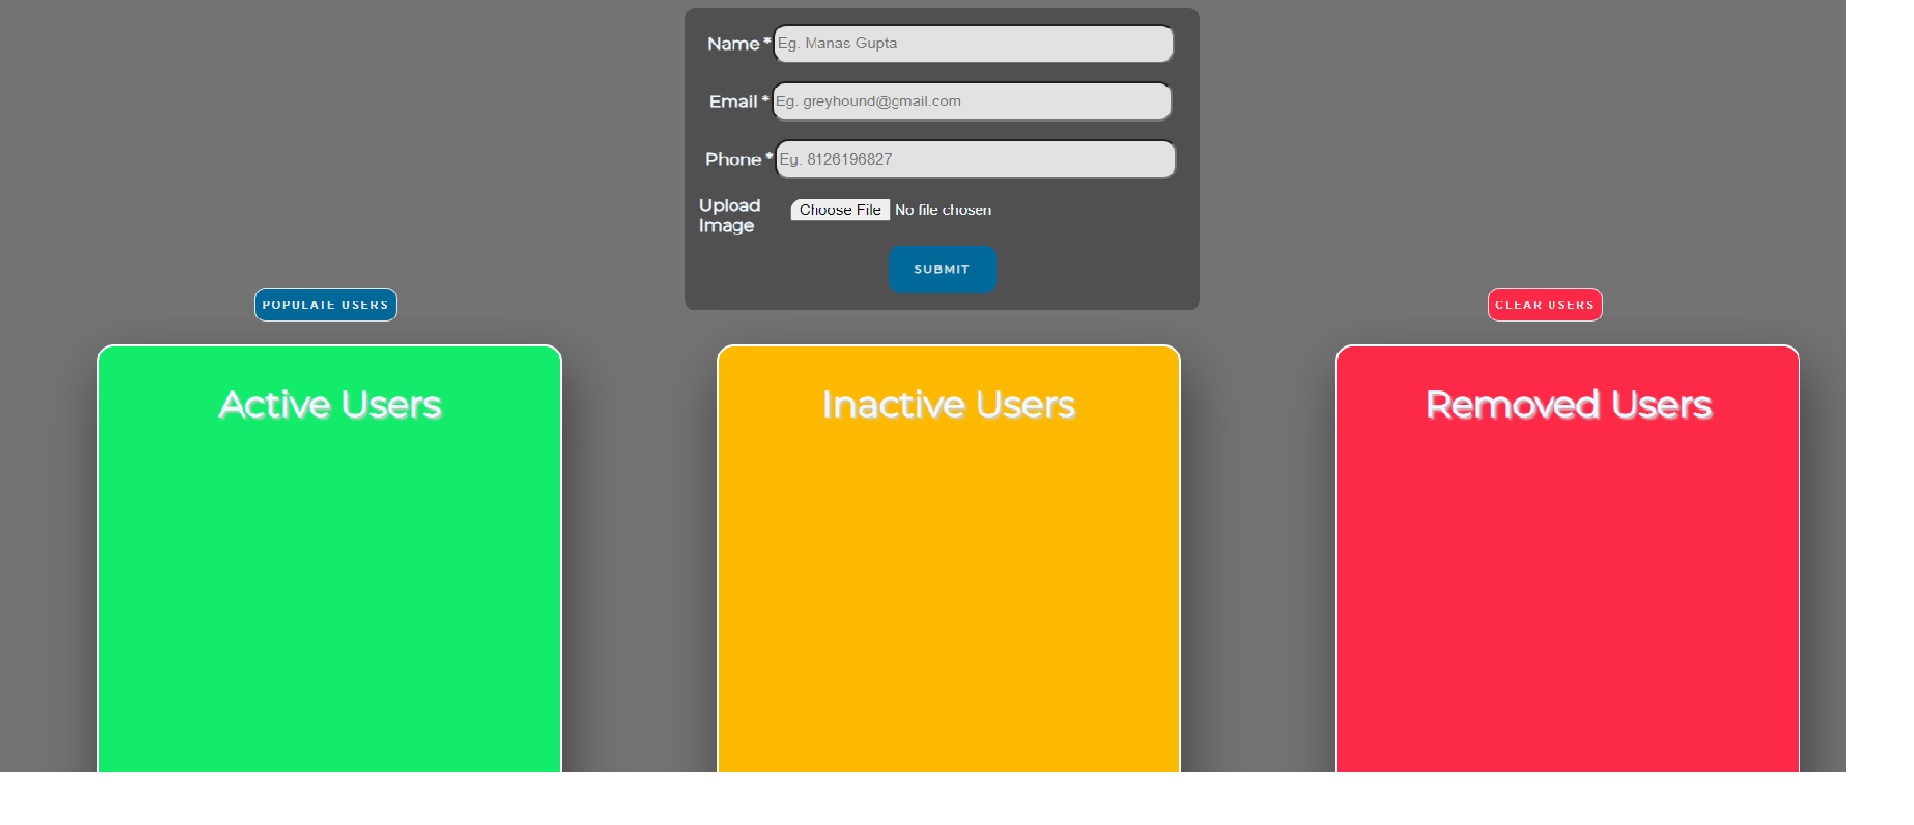 Name * Eg. Manas Gupta
Email * Eg. greyhound@gmail.com
Phone * Eg. 8126196827
Upload
Image
Choose File No file chosen
SUBMIT
POPULATE USERS
CLEAR USERS
Active Users
Inactive Users
Removed Users